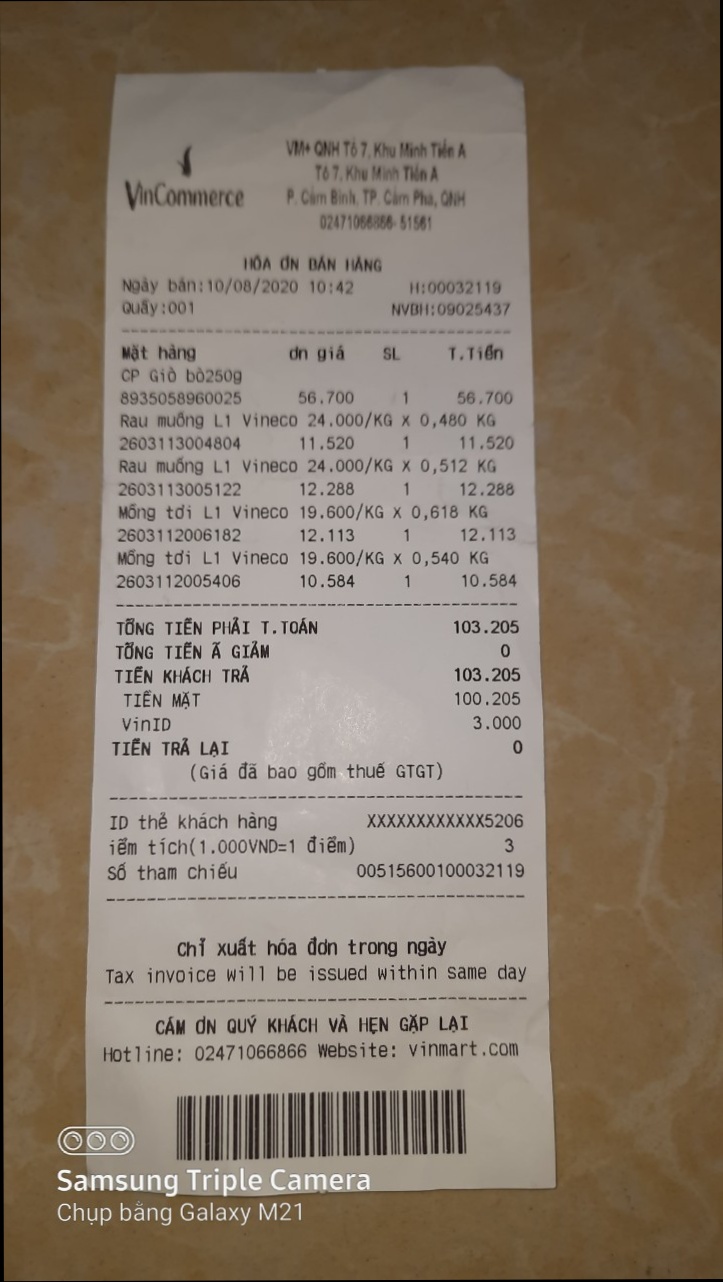 VinCommerce
VM+ QNH Tổ 7, Khu Minh Tiến A
Tổ 7, Khu Minh Tiến A
P. Cẩm Bình, TP. Cẩm Phả, QNH
02471066866-51561
HÓA ƠN BÁN HÀNG
Ngày bán:10/08/2020 10:42 H:00032119
Quầy:001 NVBH:09025437
Mặt hàng ơn giá SL T.Tiền
CP Giò bò250g
8935058960025 56.700 1 56.700
Rau muống L1 Vineco 24.000/KG X 0,480 KG
2603113004804 11.520 1 11.520
Rau muống L1 Vineco 24.000/KG X 0,512 KG
2603113005122 12.288 1 12.288
Mồng tơi L1 Vineco 19.600/KG x 0,618 KG
2603112006182 12.113 1 12.113
Mồng tơi L1 Vineco 19.600/KG x 0,540 KG
2603112005406 10.584 1 10.584
TỔNG TIỀN PHẢI T.TOÁN 103.205
TỔNG TIỀN Ã GIẢM 0
TIỀN KHÁCH TRẢ 103.205
TIỀN MẶT 100.205
VinID 3.000
TIỀN TRẢ LẠI 0
(Giá đã bao gồm thuế GTGT)
ID thẻ khách hàng XXXXXXXXXXXX5206
iểm tích(1.000VND=1 điểm) 3
Số tham chiếu 00515600100032119
Chỉ xuất hóa đơn trong ngày
Tax invoice will be issued within same day
CẢM ƠN QUÝ KHÁCH VÀ HẸN GẶP LẠI
Hotline: 02471066866 Website: vinmart.com
Samsung Triple Camera
Chụp bằng Galaxy M21